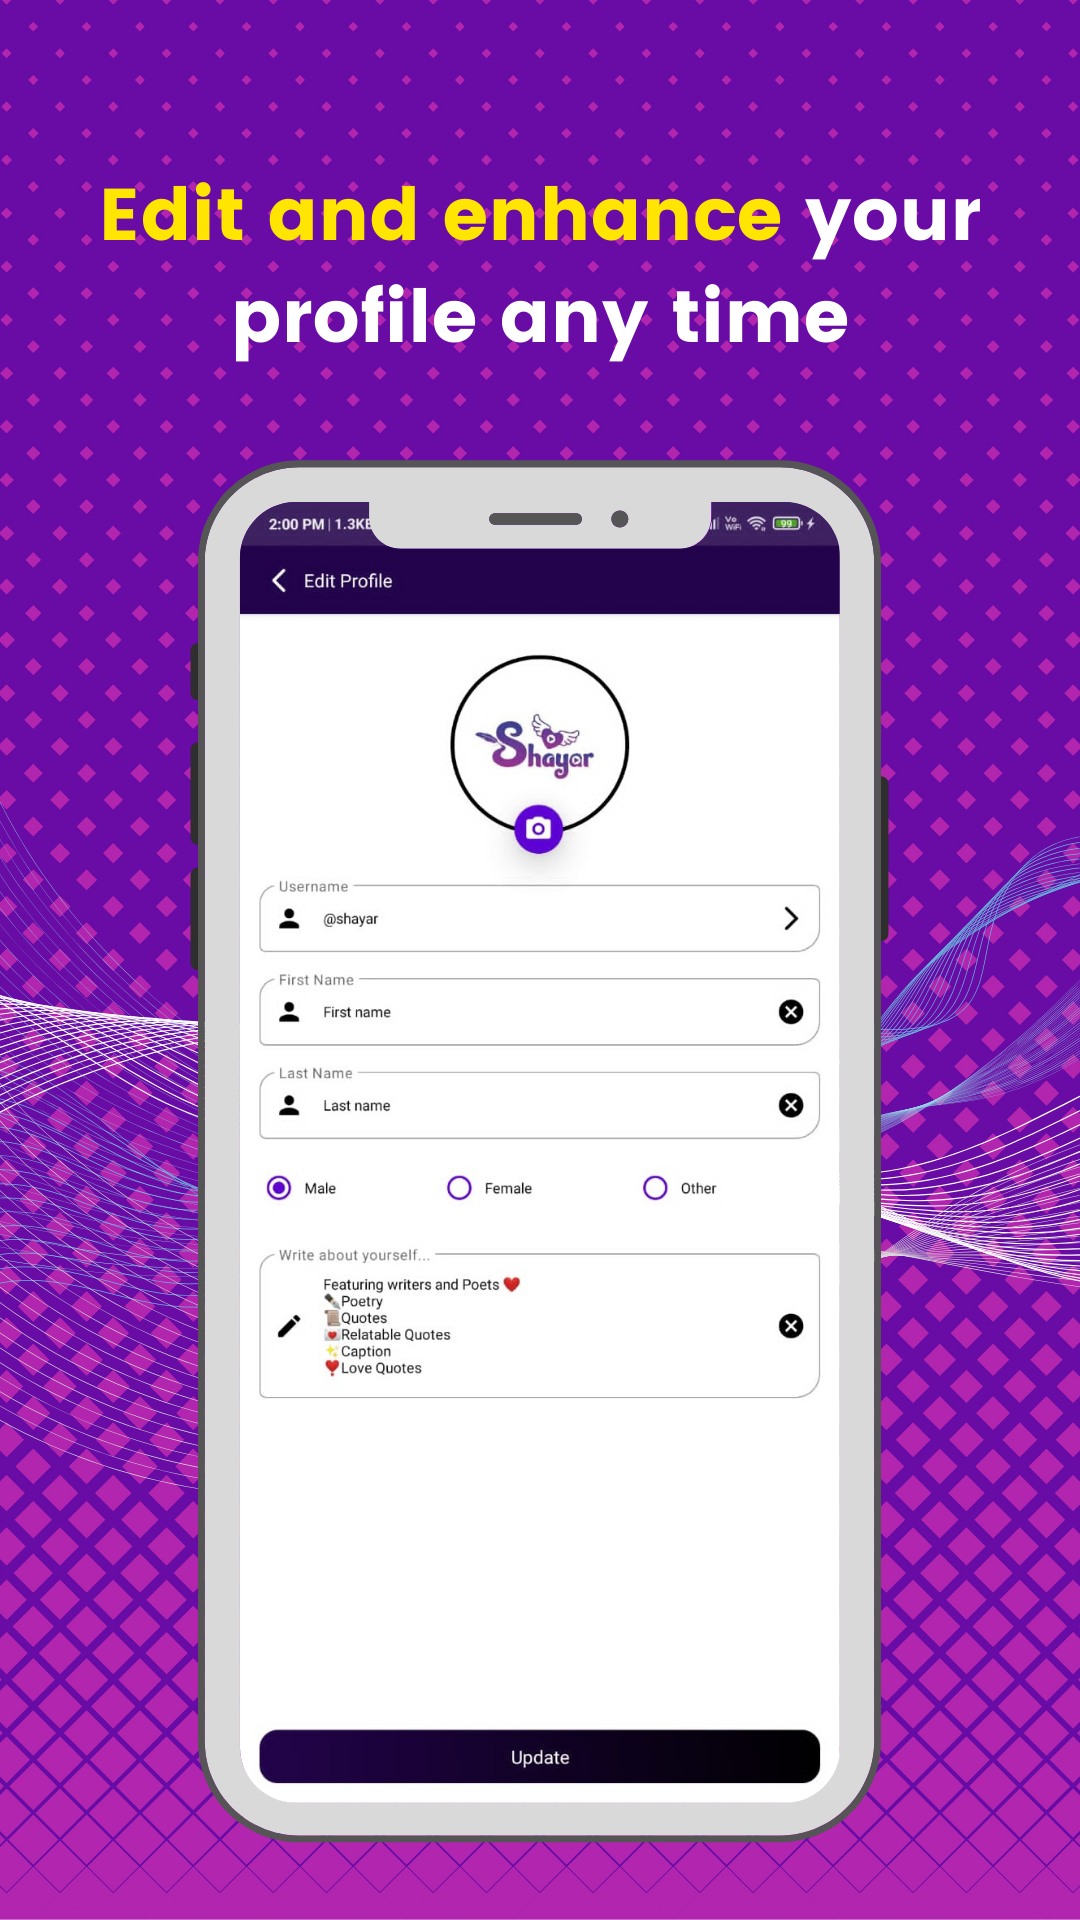 Edit and enhance your
profile any time
2:00 PM | 1.3K
Vo
WiFi
99
Edit Profile
Shayar
Username
@shayar
First Name
First name
Last Name
Last name
Male
Female
Other
Write about yourself...
Featuring writers and Poets ❤️
✒️Poetry
📜Quotes
💌Relatable Quotes
✨Caption
❣️Love Quotes
Update